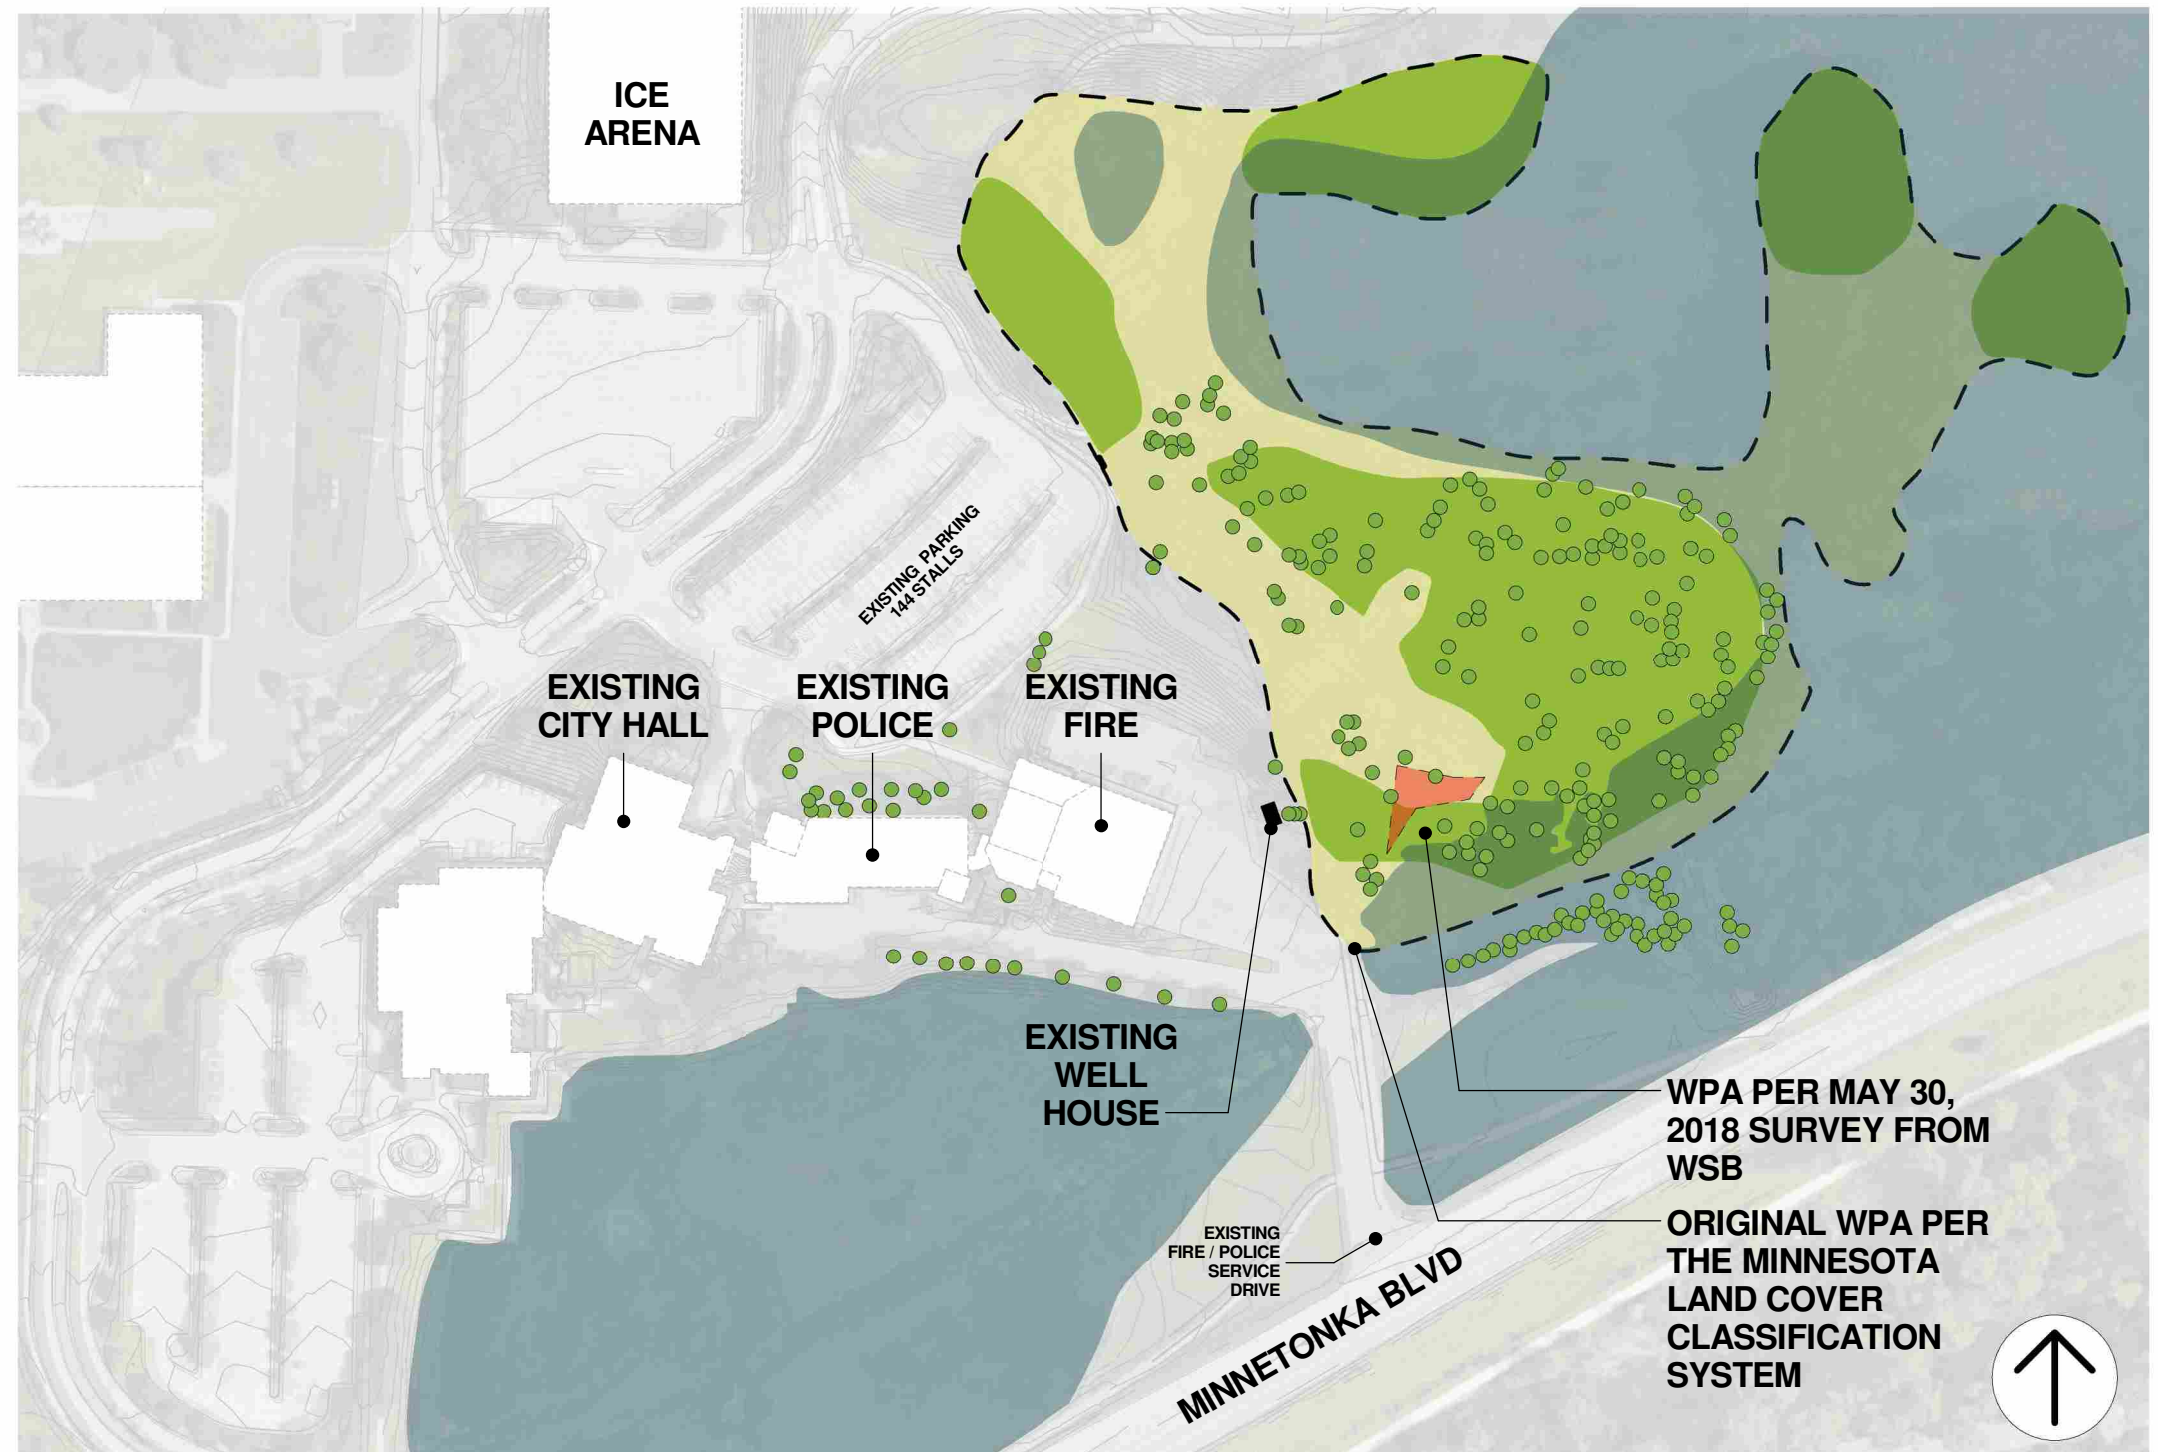 ICE
ARENA
EXISTING PARKING
144 STALLS
EXISTING
CITY HALL
EXISTING
POLICE
EXISTING
FIRE
EXISTING
WELL
HOUSE
WPA PER MAY 30,
2018 SURVEY FROM
WSB
ORIGINAL WPA PER
THE MINNESOTA
LAND COVER
CLASSIFICATION
SYSTEM
EXISTING
FIRE / POLICE
SERVICE
DRIVE
MINNETONKA BLVD